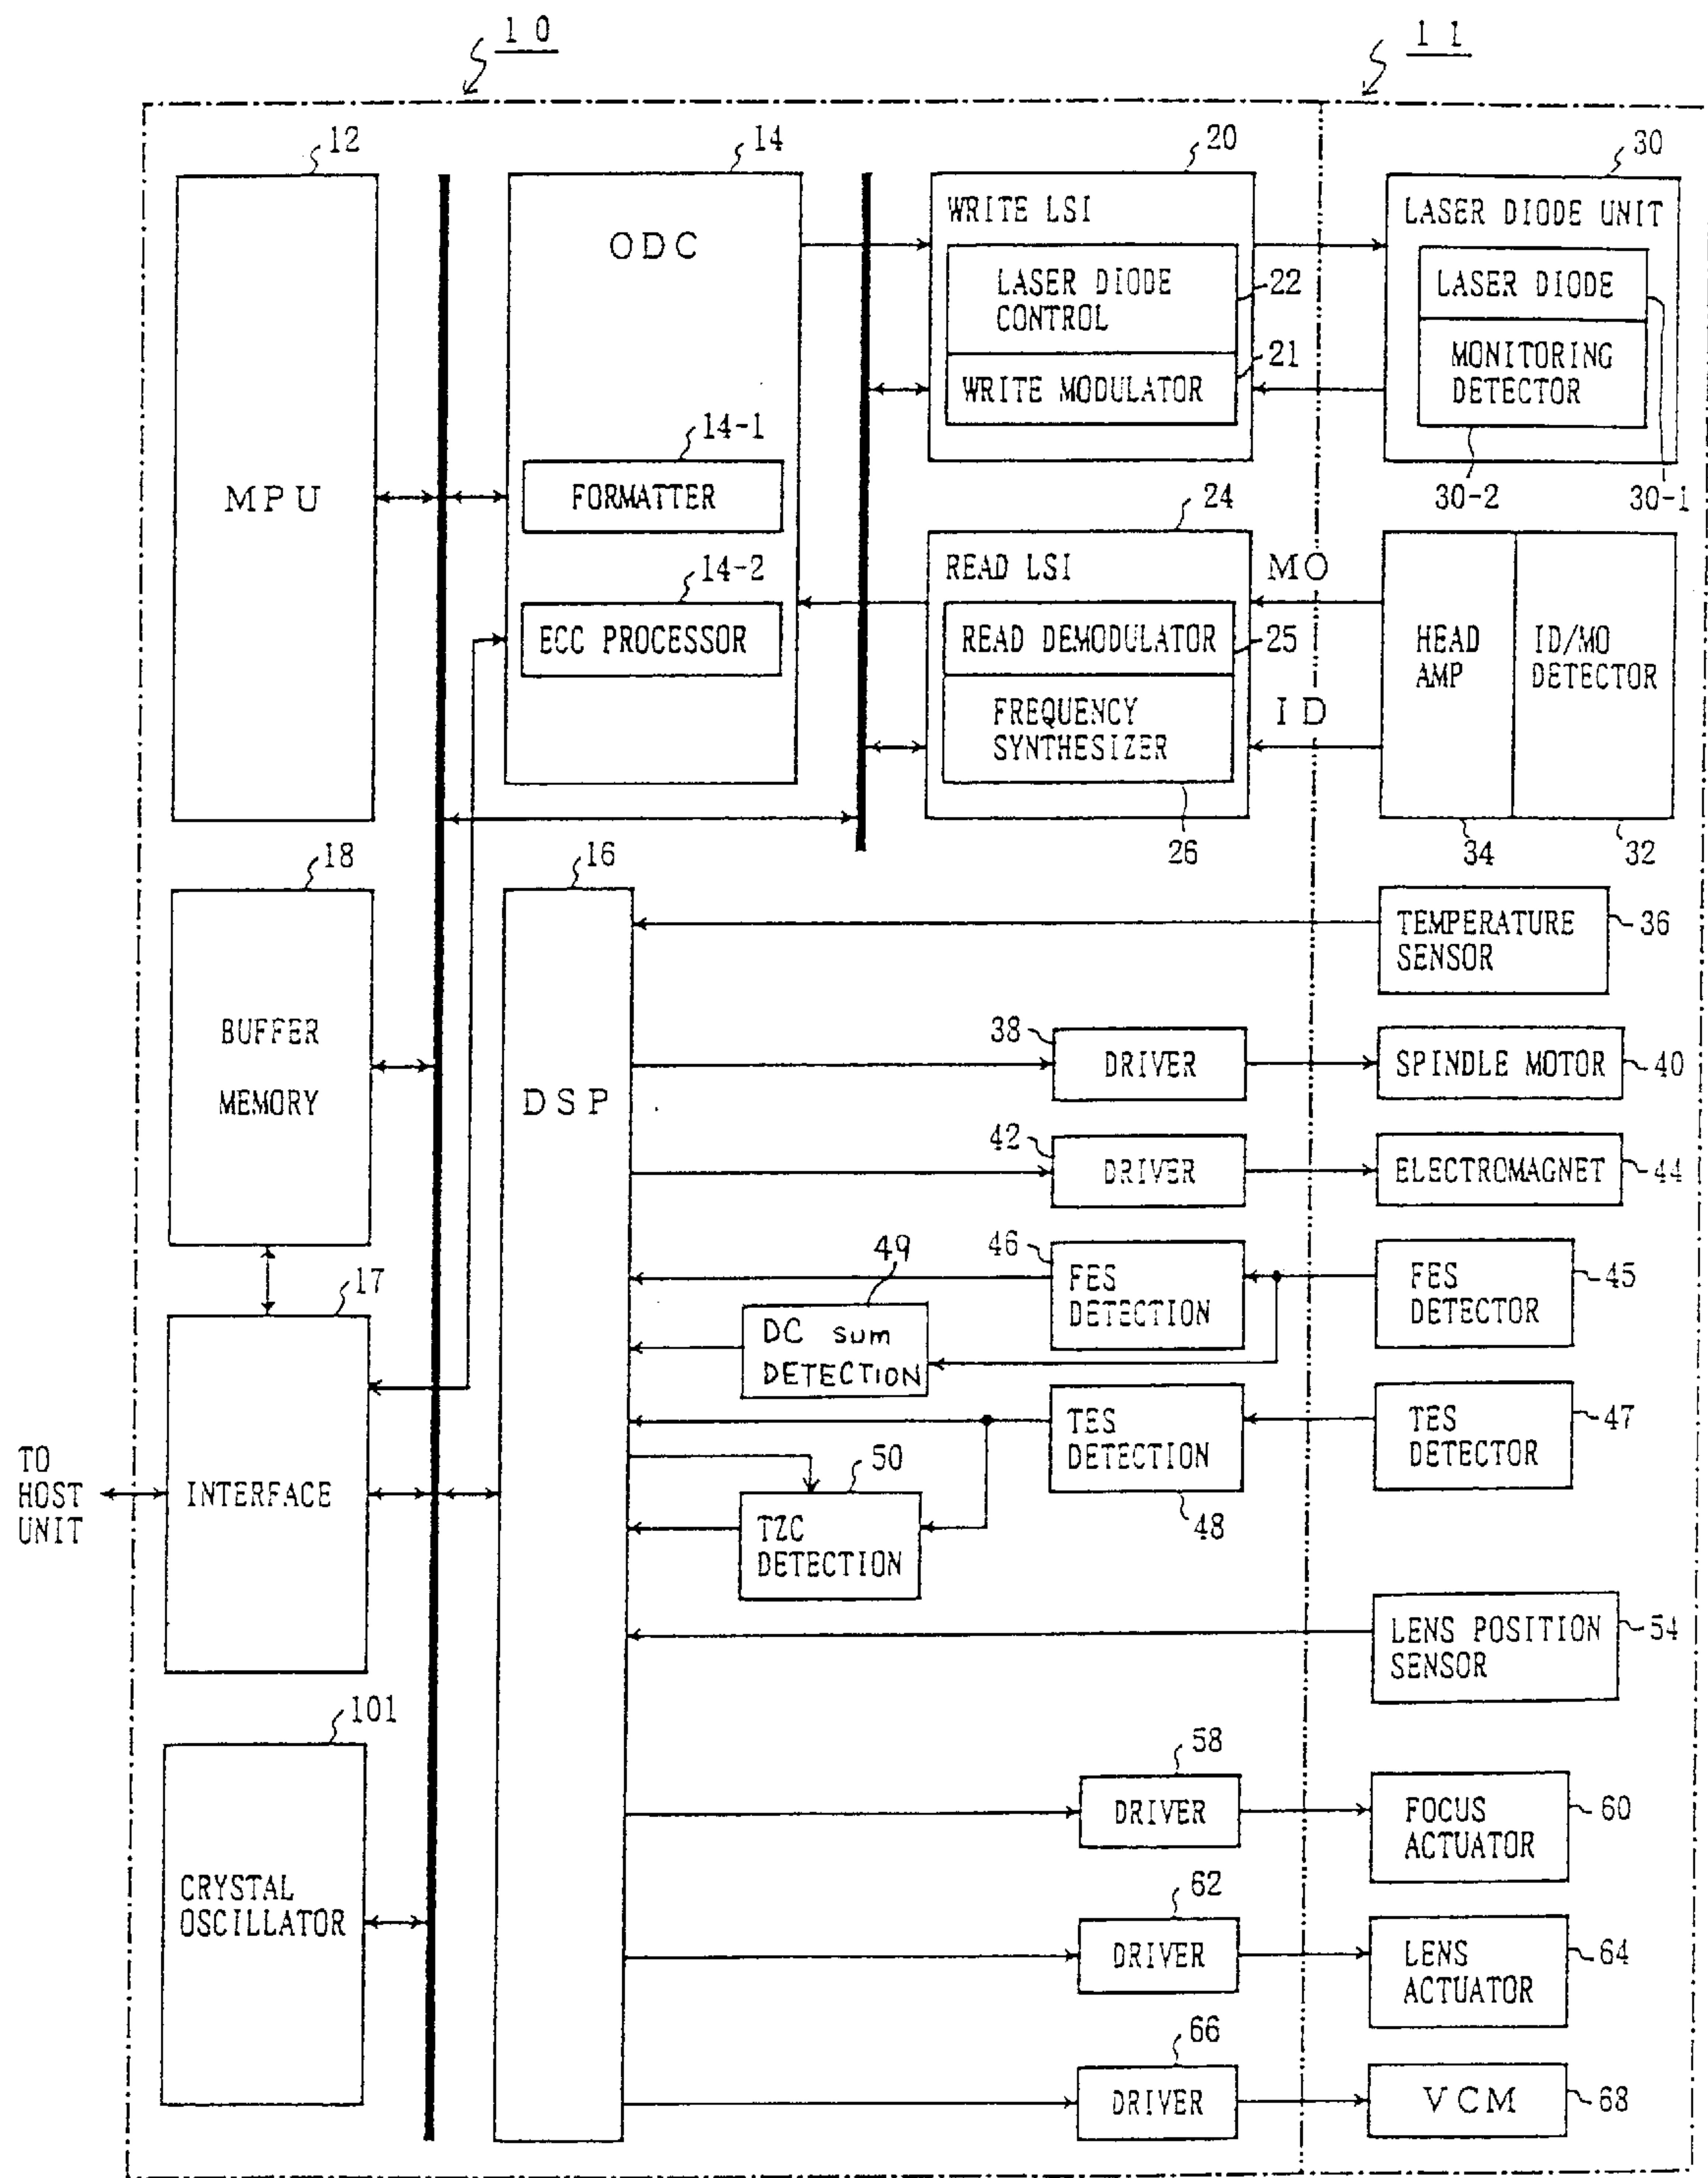 10
11
12
14
20
30
MPU
ODC
WRITE LSI
LASER DIODE
CONTROL
22
WRITE MODULATOR
21
LASER DIODE UNIT
LASER DIODE
MONITORING
DETECTOR
30-2
30-1
14-1
FORMATTER
14-2
ECC PROCESSOR
24
READ LSI
READ DEMODULATOR
25
FREQUENCY
SYNTHESIZER
26
MO
ID
HEAD
AMP
ID/MO
DETECTOR
34
32
18
BUFFER
MEMORY
16
DSP
TEMPERATURE
SENSOR
36
38
DRIVER
SPINDLE MOTOR
40
42
DRIVER
ELECTROMAGNET
44
46
FES
DETECTION
FES
DETECTOR
45
49
DC sum
DETECTION
17
INTERFACE
TO
HOST
UNIT
TES
DETECTION
48
TES
DETECTOR
47
50
TZC
DETECTION
LENS POSITION
SENSOR
54
101
CRYSTAL
OSCILLATOR
58
DRIVER
FOCUS
ACTUATOR
60
62
DRIVER
LENS
ACTUATOR
64
66
DRIVER
VCM
68